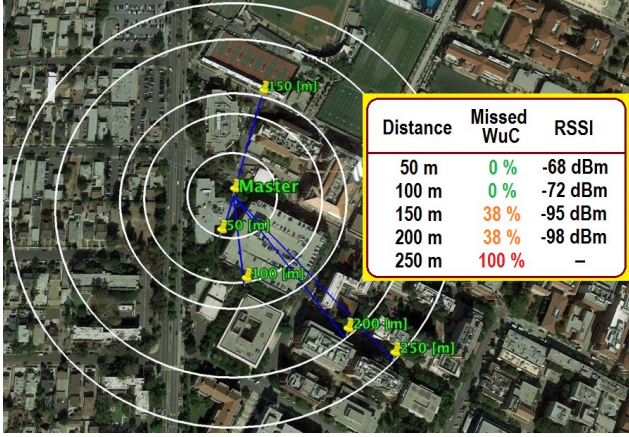 150 [m]
Master
50 [m]
100 [m]
200 [m]
250 [m]
Distance Missed WuC RSSI
50 m 0 % -68 dBm
100 m 0 % -72 dBm
150 m 38 % -95 dBm
200 m 38 % -98 dBm
250 m 100 % –